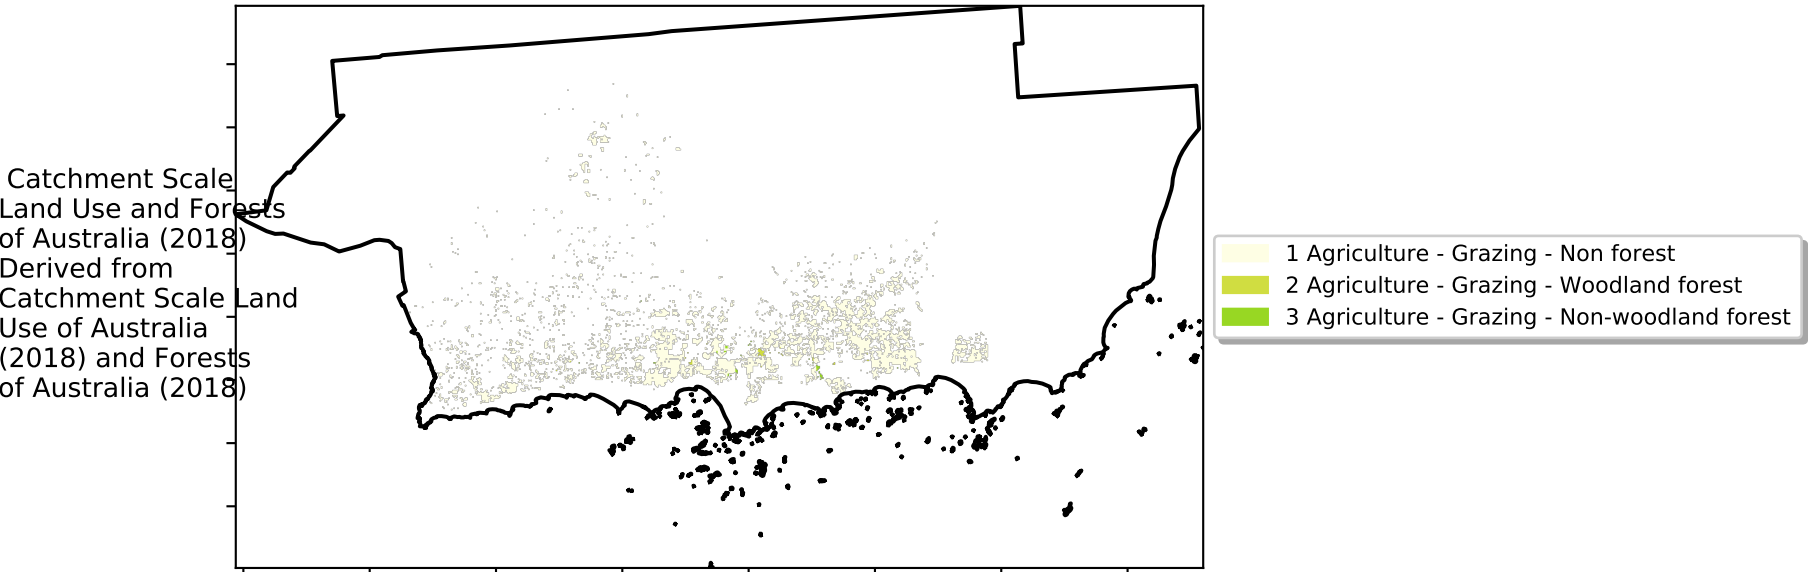 Catchment Scale
Land Use and Forests
of Australia (2018)
Derived from
Catchment Scale Land
Use of Australia
(2018) and Forests
of Australia (2018)
1 Agriculture - Grazing - Non forest
2 Agriculture - Grazing - Woodland forest
3 Agriculture - Grazing - Non-woodland forest